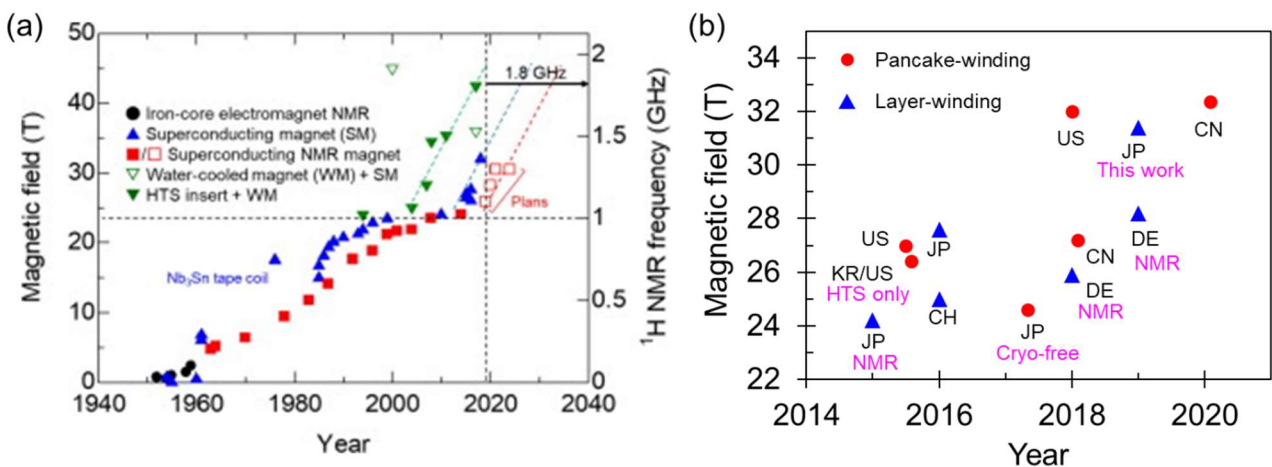 (a)
50
40
30
20
10
0
Magnetic field (T)
1940
1960
1980
2000
2020
2040
Year
2
1.5
1
0.5
0
¹H NMR frequency (GHz)
1.8 GHz
Iron-core electromagnet NMR
Superconducting magnet (SM)
/ Superconducting NMR magnet
Water-cooled magnet (WM) + SM
HTS insert + WM
Plans
Nb₃Sn tape coil
(b)
34
32
30
28
26
24
22
Magnetic field (T)
Pancake-winding
Layer-winding
US
CN
JP
This work
US
JP
KR/US
HTS only
CN
DE
NMR
CH
DE
NMR
JP
NMR
JP
Cryo-free
2014
2016
2018
2020
Year